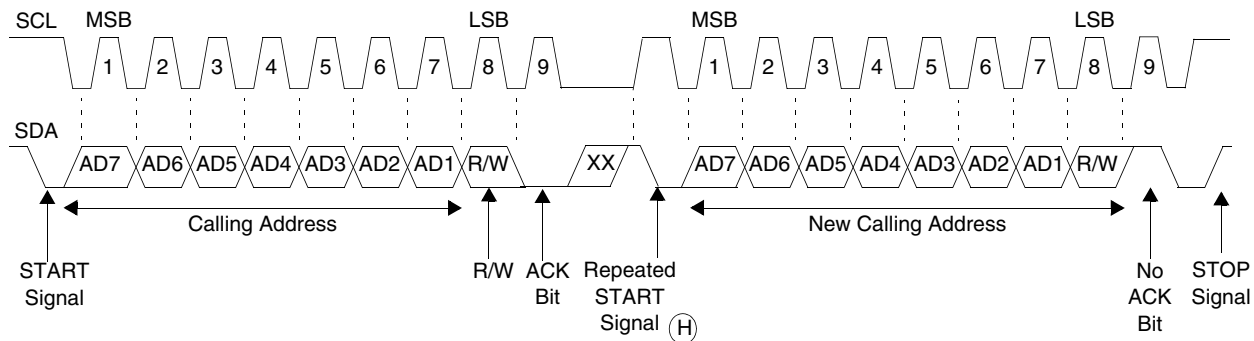 SCL MSB LSB MSB LSB
1 2 3 4 5 6 7 8 9 1 2 3 4 5 6 7 8 9
SDA
AD7 AD6 AD5 AD4 AD3 AD2 AD1 R/W XX AD7 AD6 AD5 AD4 AD3 AD2 AD1 R/W
Calling Address New Calling Address
START
Signal
R/W
ACK
Bit
Repeated
START
Signal
H
No
ACK
Bit
STOP
Signal